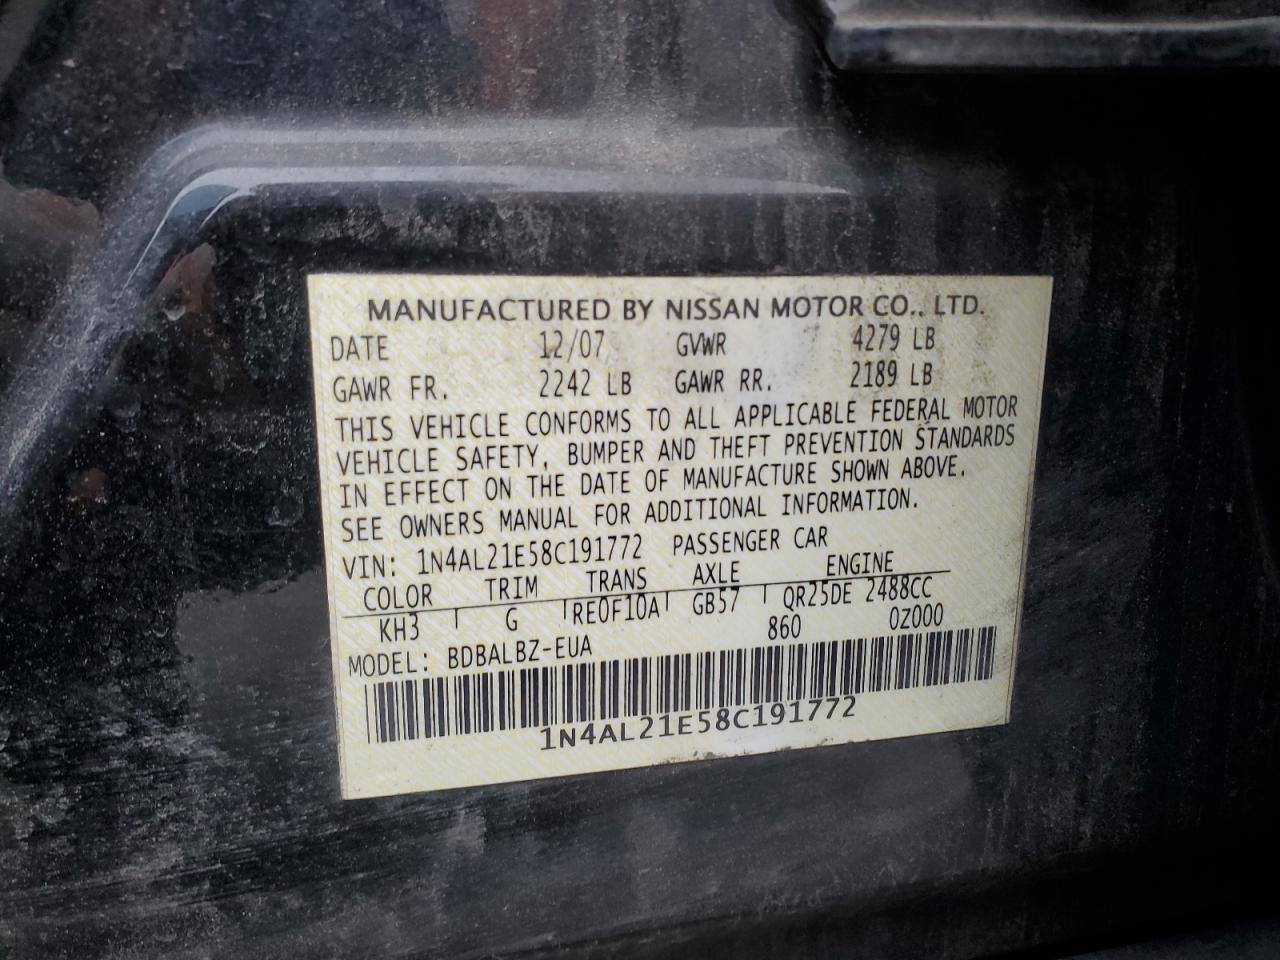 MANUFACTURED BY NISSAN MOTOR CO., LTD.
DATE 12/07 GVWR 4279 LB
GAWR FR. 2242 LB GAWR RR. 2189 LB
THIS VEHICLE CONFORMS TO ALL APPLICABLE FEDERAL MOTOR
VEHICLE SAFETY, BUMPER AND THEFT PREVENTION STANDARDS
IN EFFECT ON THE DATE OF MANUFACTURE SHOWN ABOVE.
SEE OWNERS MANUAL FOR ADDITIONAL INFORMATION.
VIN: 1N4AL21E58C191772 PASSENGER CAR
COLOR TRIM TRANS AXLE ENGINE
KH3 G RE0F10A GB57 QR25DE 2488CC
860 0Z000
MODEL: BDBALBZ-EUA
1N4AL21E58C191772